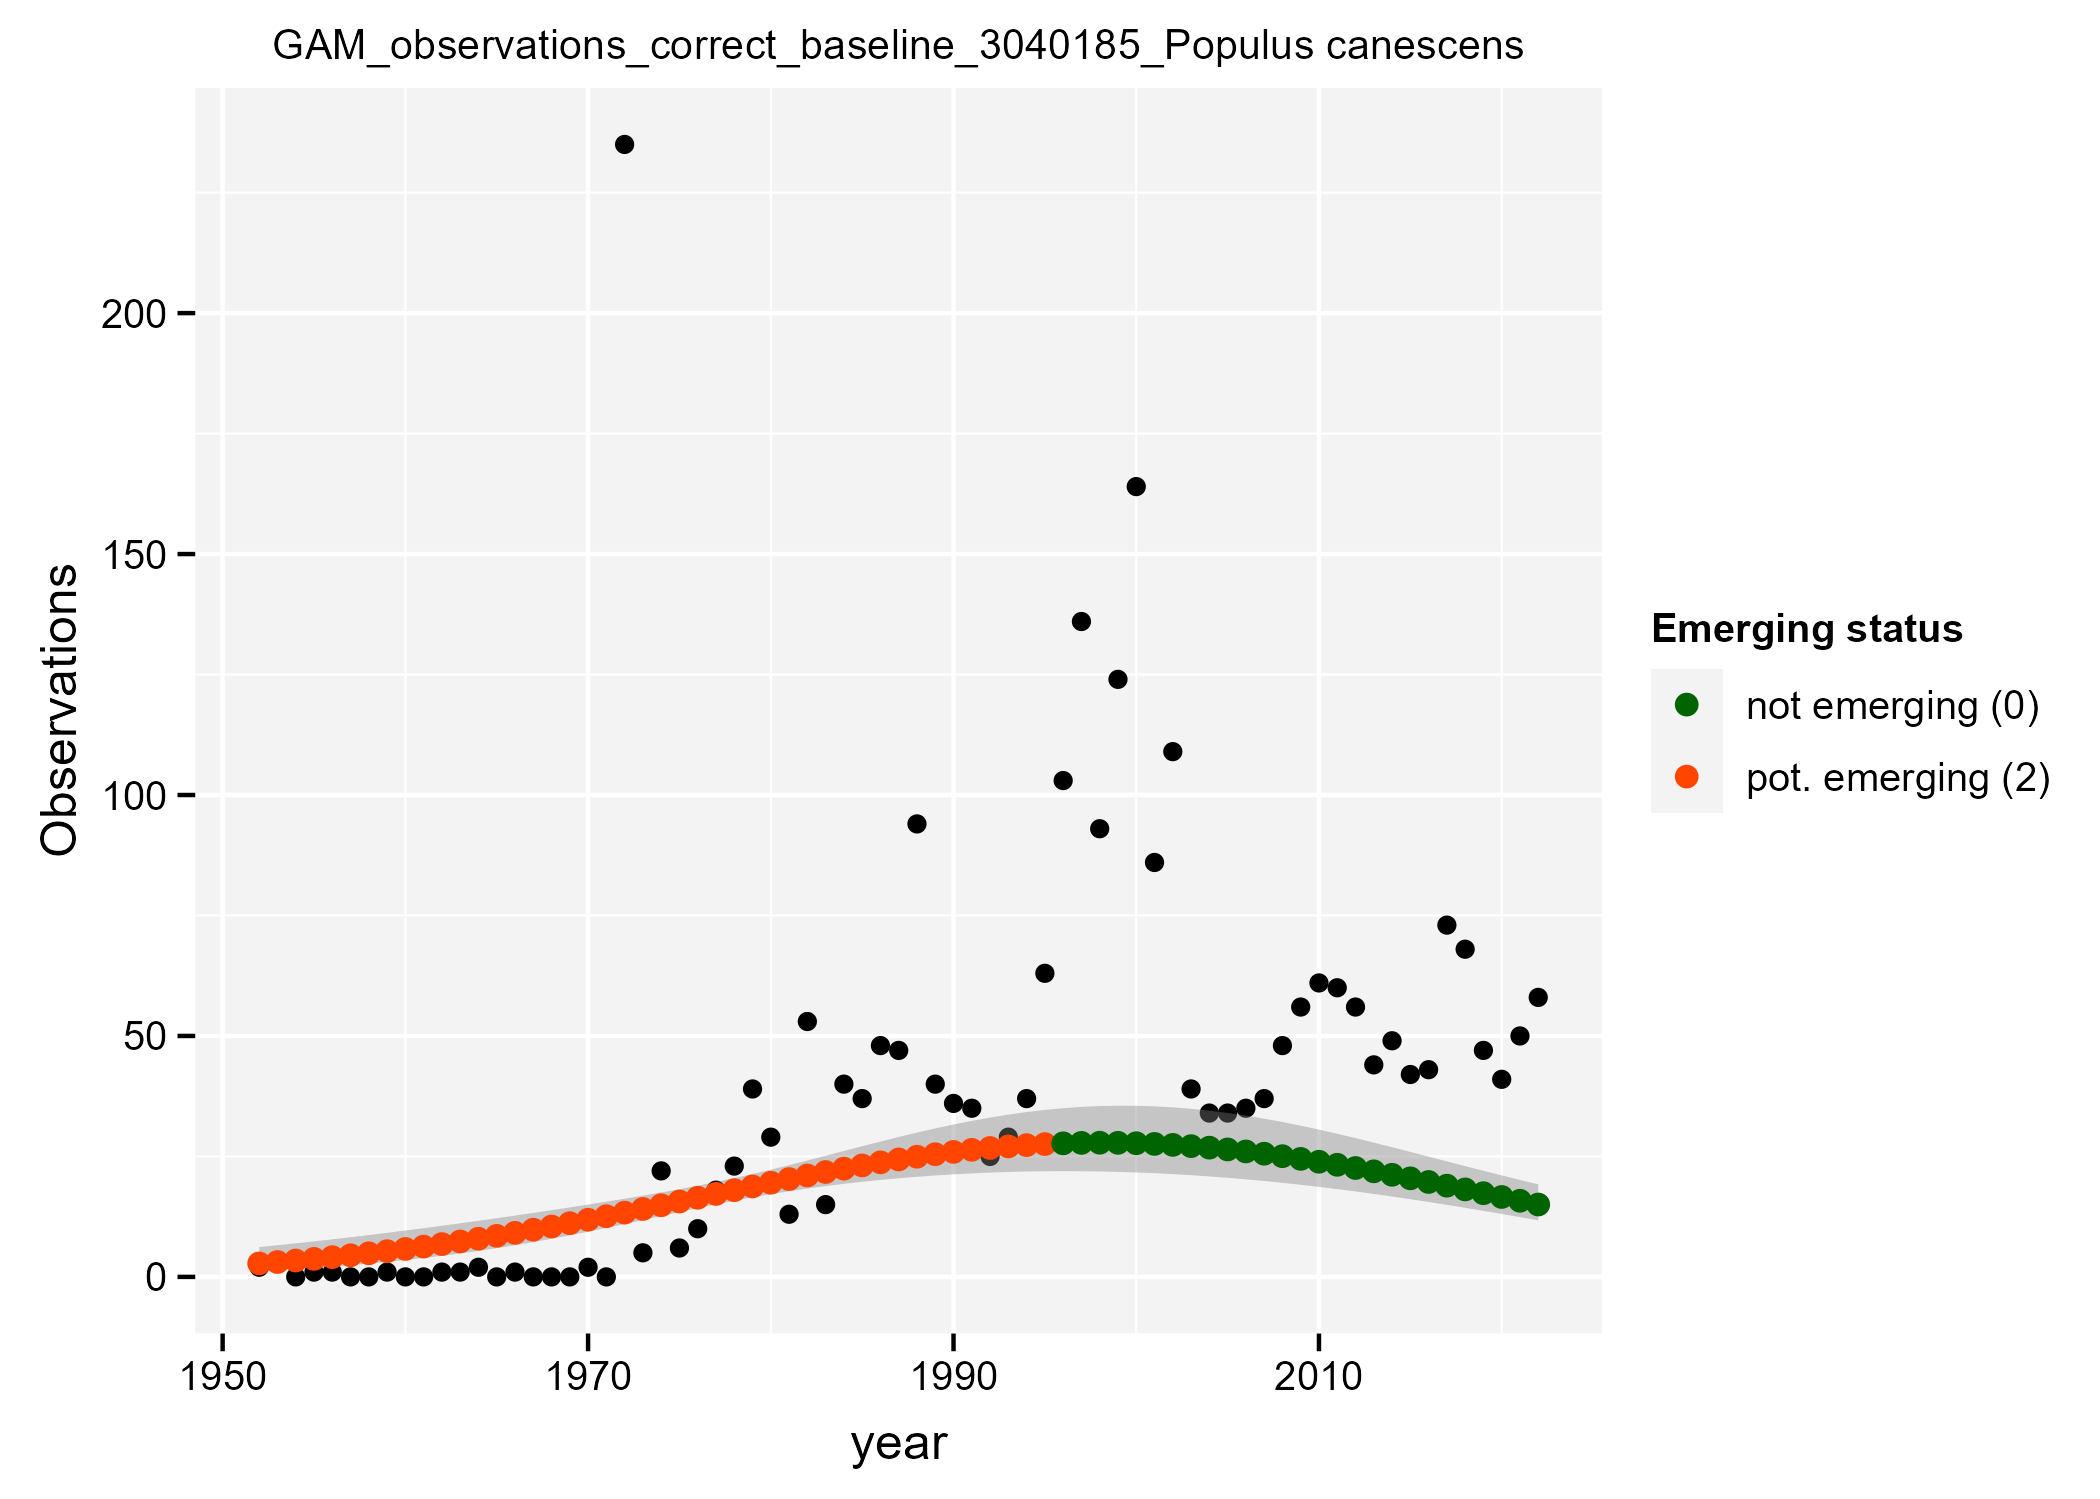 GAM_observations_correct_baseline_3040185_Populus canescens
Observations
200
150
100
50
0
1950
1970
1990
2010
year
Emerging status
not emerging (0)
pot. emerging (2)